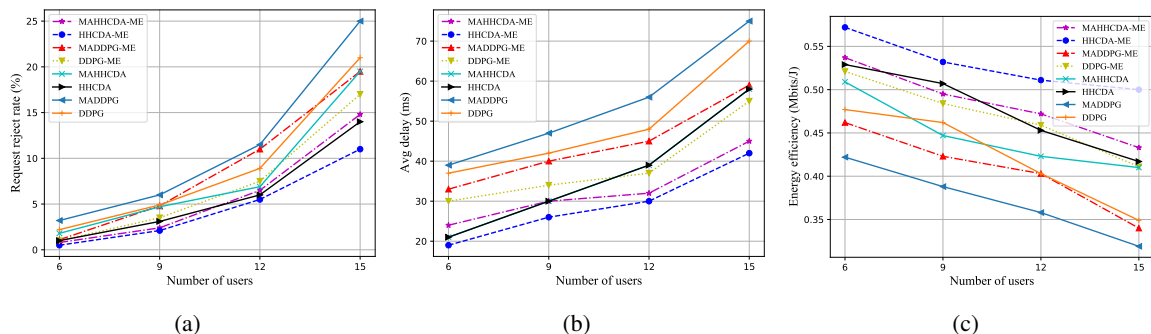 MAHHCDA-ME
HHCDA-ME
MADDPG-ME
DDPG-ME
MAHHCDA
HHCDA
MADDPG
DDPG
Request reject rate (%)
25
20
15
10
5
0
6 9 12 15
Number of users
(a)
MAHHCDA-ME
HHCDA-ME
MADDPG-ME
DDPG-ME
MAHHCDA
HHCDA
MADDPG
DDPG
Avg delay (ms)
70
60
50
40
30
20
6 9 12 15
Number of users
(b)
MAHHCDA-ME
HHCDA-ME
MADDPG-ME
DDPG-ME
MAHHCDA
HHCDA
MADDPG
DDPG
Energy efficiency (Mbits/J)
0.55
0.50
0.45
0.40
0.35
6 9 12 15
Number of users
(c)